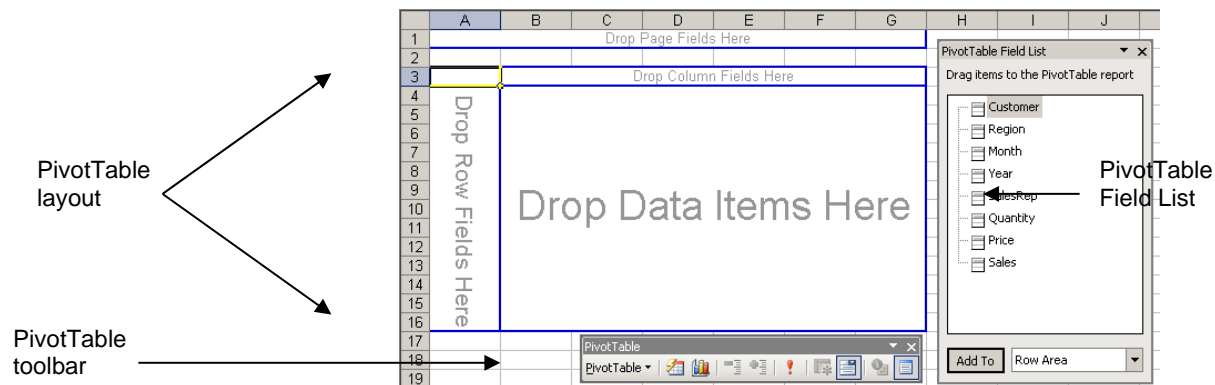 A B C D E F G H I J
1 Drop Page Fields Here
2
PivotTable Field List
3 Drop Column Fields Here
Drag items to the PivotTable report
4
5
6
7
8
9
10
11
12
13
14
15
16
17
18
19
Drop Row Fields Here
Drop Data Items Here
Customer
Region
Month
Year
SalesRep
Quantity
Price
Sales
Add To Row Area
PivotTable
layout
PivotTable
Field List
PivotTable
toolbar
PivotTable
PivotTable